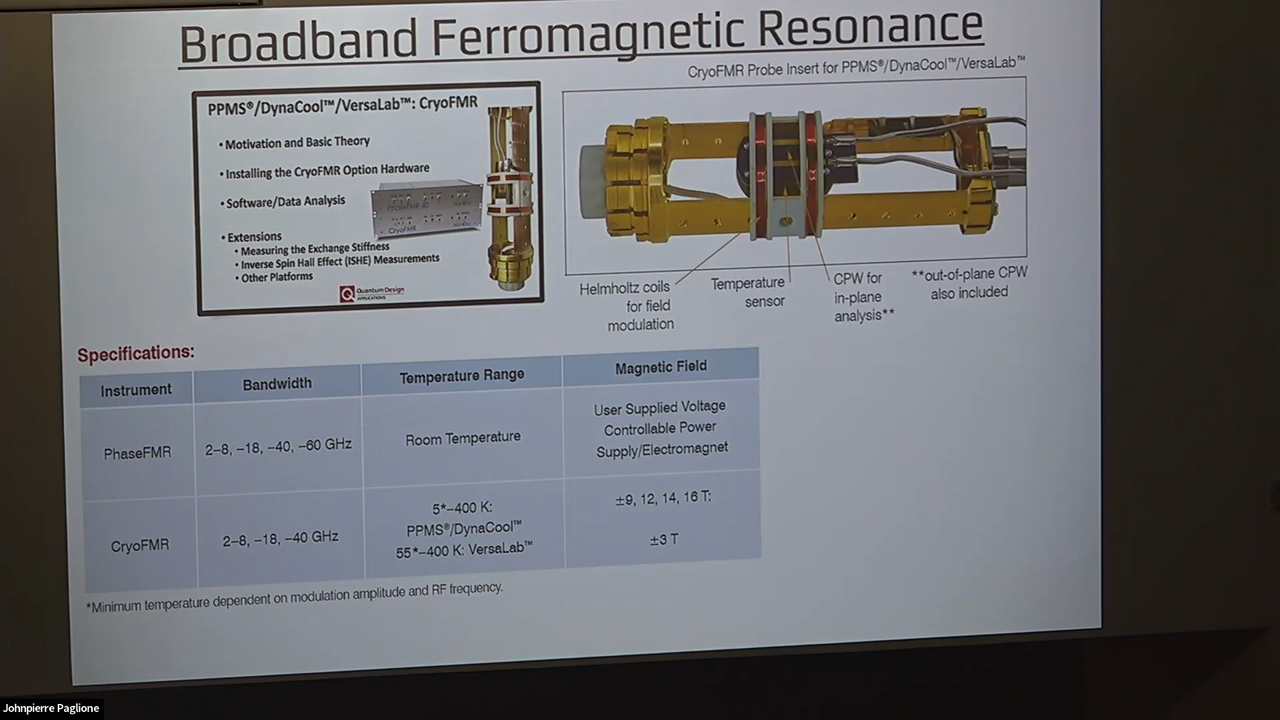 Broadband Ferromagnetic Resonance
CryoFMR Probe Insert for PPMS®/DynaCool™/VersaLab™
PPMS®/DynaCool™/VersaLab™: CryoFMR
• Motivation and Basic Theory
• Installing the CryoFMR Option Hardware
• Software/Data Analysis
• Extensions
• Measuring the Exchange Stiffness
• Inverse Spin Hall Effect (ISHE) Measurements
• Other Platforms
CryoFMR
QuantumDesign
APPLICATIONS
Helmholtz coils
for field
modulation
Temperature
sensor
CPW for
in-plane
analysis**
**out-of-plane CPW
also included
Specifications:
Instrument Bandwidth Temperature Range Magnetic Field
PhaseFMR 2–8, –18, –40, –60 GHz Room Temperature User Supplied Voltage
Controllable Power
Supply/Electromagnet
CryoFMR 2–8, –18, –40 GHz 5*–400 K:
PPMS®/DynaCool™
55*–400 K: VersaLab™
±9, 12, 14, 16 T:
±3 T
*Minimum temperature dependent on modulation amplitude and RF frequency.
Johnpierre Paglione